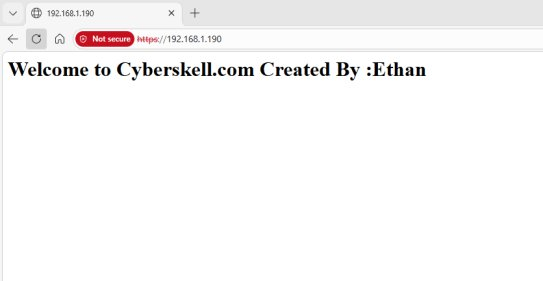 192.168.1.190
Not secure https://192.168.1.190
Welcome to Cyberskell.com Created By :Ethan